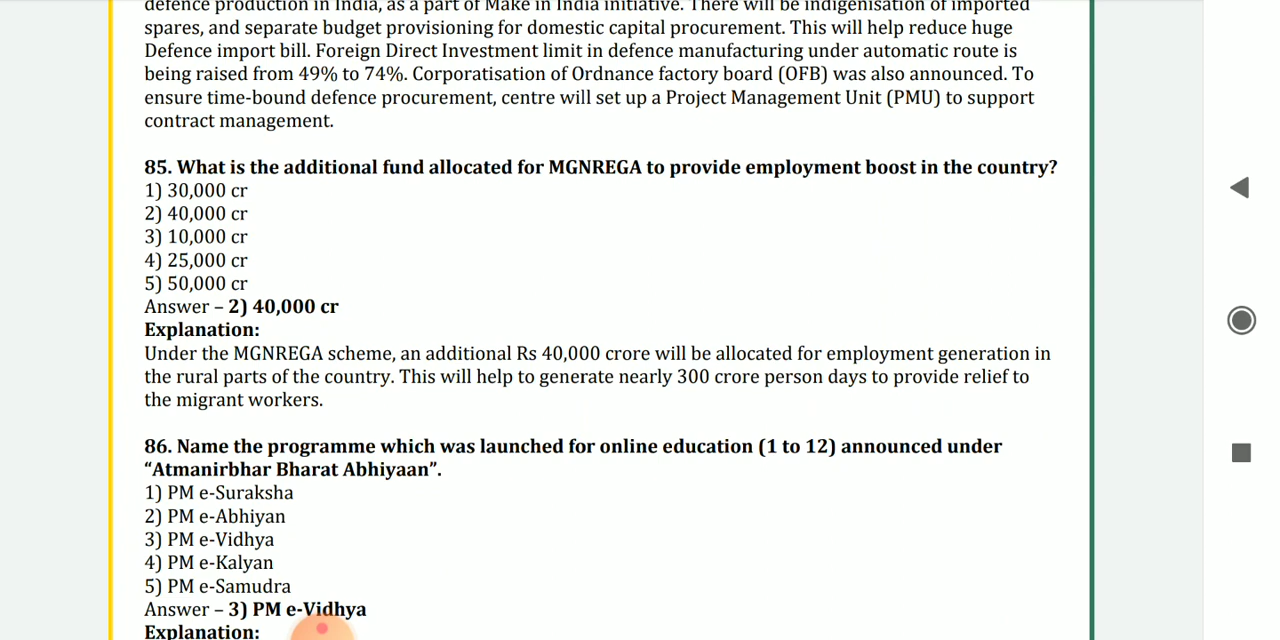 defence production in India, as a part of Make in India initiative. There will be indigenisation of imported
spares, and separate budget provisioning for domestic capital procurement. This will help reduce huge
Defence import bill. Foreign Direct Investment limit in defence manufacturing under automatic route is
being raised from 49% to 74%. Corporatisation of Ordnance factory board (OFB) was also announced. To
ensure time-bound defence procurement, centre will set up a Project Management Unit (PMU) to support
contract management.
85. What is the additional fund allocated for MGNREGA to provide employment boost in the country?
1) 30,000 cr
2) 40,000 cr
3) 10,000 cr
4) 25,000 cr
5) 50,000 cr
Answer – 2) 40,000 cr
Explanation:
Under the MGNREGA scheme, an additional Rs 40,000 crore will be allocated for employment generation in
the rural parts of the country. This will help to generate nearly 300 crore person days to provide relief to
the migrant workers.
86. Name the programme which was launched for online education (1 to 12) announced under
“Atmanirbhar Bharat Abhiyaan”.
1) PM e-Suraksha
2) PM e-Abhiyan
3) PM e-Vidhya
4) PM e-Kalyan
5) PM e-Samudra
Answer – 3) PM e-Vidhya
Explanation: